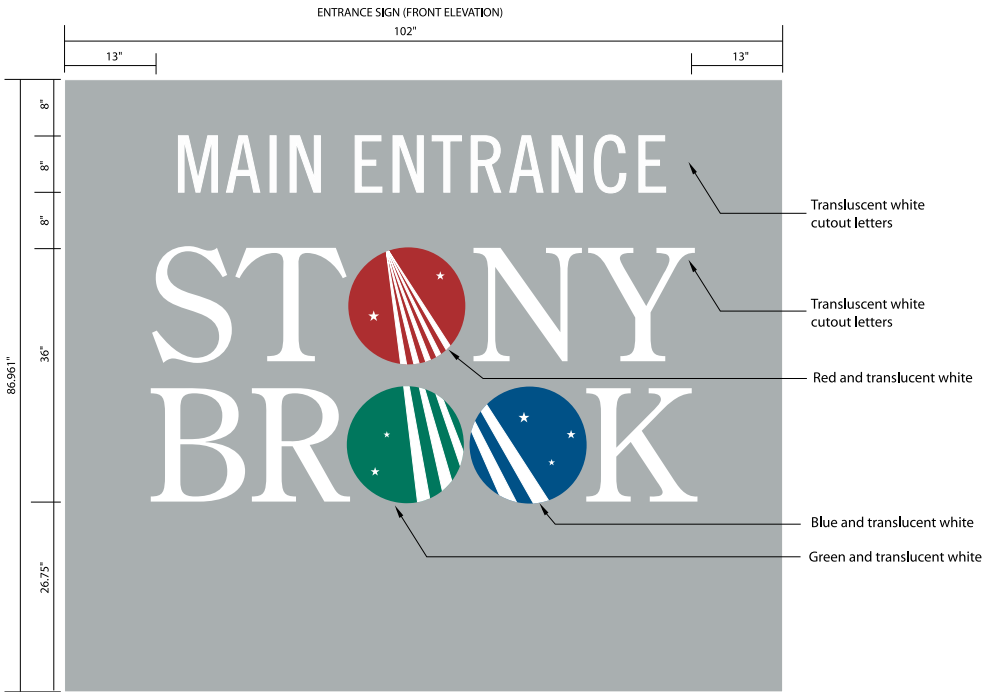 ENTRANCE SIGN (FRONT ELEVATION)
102"
13"
13"
8"
8"
8"
36"
26.75"
86.961"
MAIN ENTRANCE
STONY
BROOK
Transluscent white
cutout letters
Transluscent white
cutout letters
Red and translucent white
Blue and translucent white
Green and translucent white